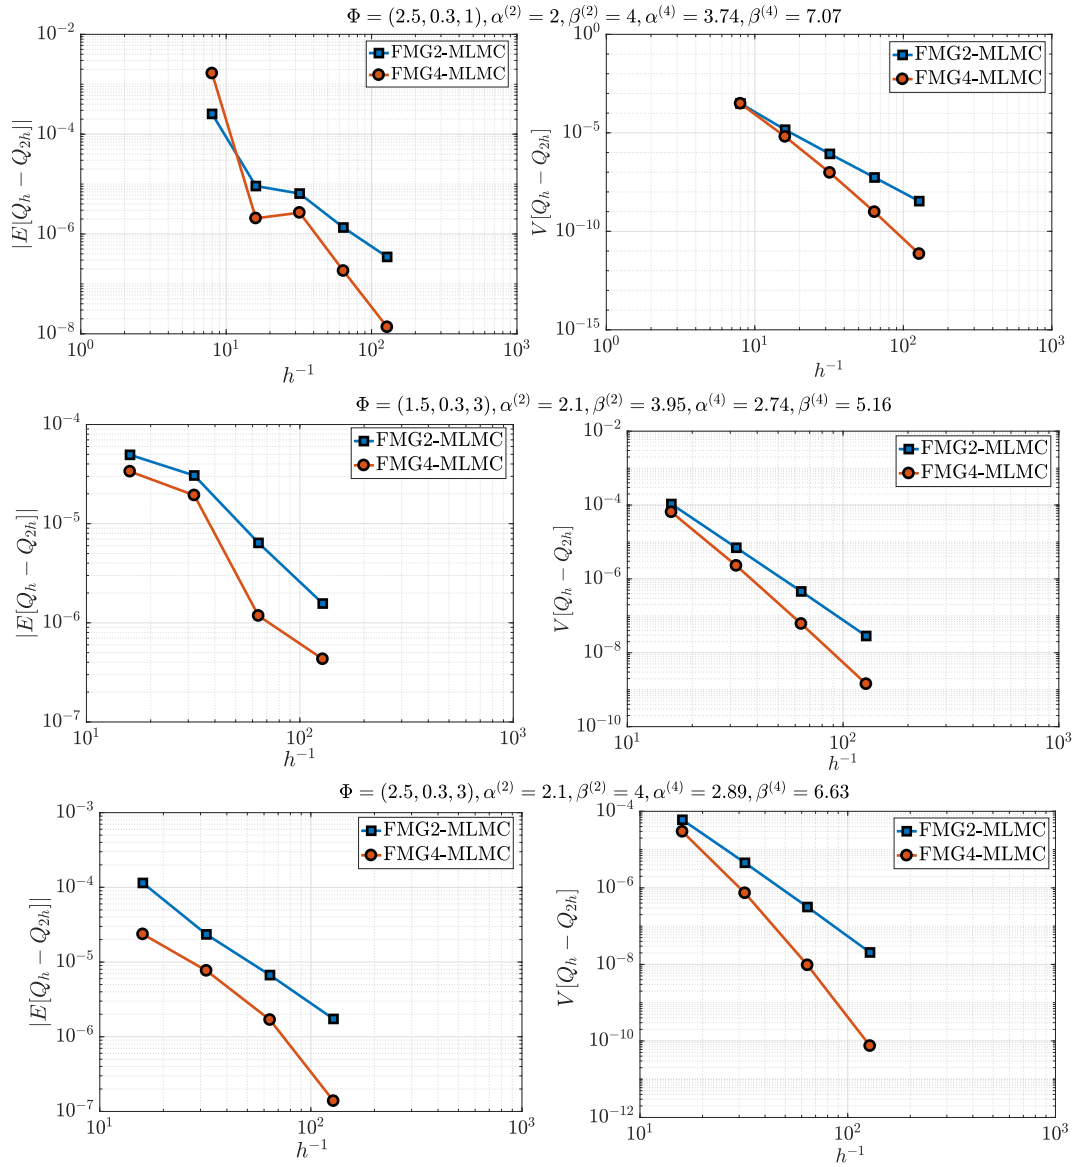 Φ = (2.5, 0.3, 1), α^(2) = 2, β^(2) = 4, α^(4) = 3.74, β^(4) = 7.07
10^-2
10^-4
10^-6
10^-8
|E[Q_h − Q_2h]|
FMG2-MLMC
FMG4-MLMC
10^0
10^1
10^2
10^3
h^-1
10^0
10^-5
10^-10
10^-15
V[Q_h − Q_2h]
FMG2-MLMC
FMG4-MLMC
10^0
10^1
10^2
10^3
h^-1
Φ = (1.5, 0.3, 3), α^(2) = 2.1, β^(2) = 3.95, α^(4) = 2.74, β^(4) = 5.16
10^-4
10^-5
10^-6
10^-7
|E[Q_h − Q_2h]|
FMG2-MLMC
FMG4-MLMC
10^1
10^2
10^3
h^-1
10^-2
10^-4
10^-6
10^-8
10^-10
V[Q_h − Q_2h]
FMG2-MLMC
FMG4-MLMC
10^1
10^2
10^3
h^-1
Φ = (2.5, 0.3, 3), α^(2) = 2.1, β^(2) = 4, α^(4) = 2.89, β^(4) = 6.63
10^-3
10^-4
10^-5
10^-6
10^-7
|E[Q_h − Q_2h]|
FMG2-MLMC
FMG4-MLMC
10^1
10^2
10^3
h^-1
10^-4
10^-6
10^-8
10^-10
10^-12
V[Q_h − Q_2h]
FMG2-MLMC
FMG4-MLMC
10^1
10^2
10^3
h^-1